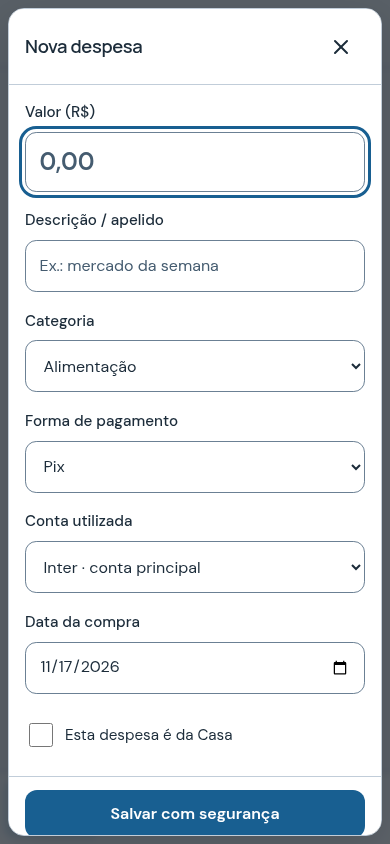 Nova despesa
Valor (R$)
0,00
Descrição / apelido
Ex.: mercado da semana
Categoria
Alimentação
Forma de pagamento
Pix
Conta utilizada
Inter · conta principal
Data da compra
11/17/2026
Esta despesa é da Casa
Salvar com segurança